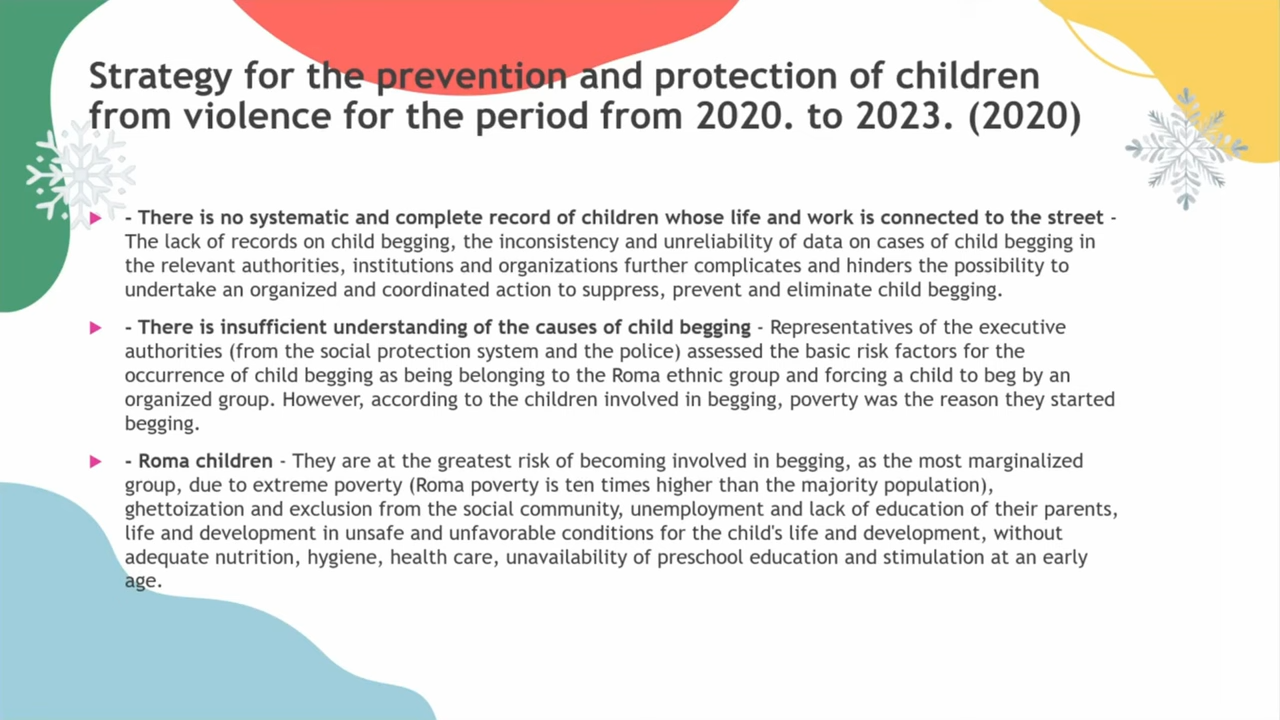 Strategy for the prevention and protection of children
from violence for the period from 2020. to 2023. (2020)
- There is no systematic and complete record of children whose life and work is connected to the street -
The lack of records on child begging, the inconsistency and unreliability of data on cases of child begging in
the relevant authorities, institutions and organizations further complicates and hinders the possibility to
undertake an organized and coordinated action to suppress, prevent and eliminate child begging.
- There is insufficient understanding of the causes of child begging - Representatives of the executive
authorities (from the social protection system and the police) assessed the basic risk factors for the
occurrence of child begging as being belonging to the Roma ethnic group and forcing a child to beg by an
organized group. However, according to the children involved in begging, poverty was the reason they started
begging.
- Roma children - They are at the greatest risk of becoming involved in begging, as the most marginalized
group, due to extreme poverty (Roma poverty is ten times higher than the majority population),
ghettoization and exclusion from the social community, unemployment and lack of education of their parents,
life and development in unsafe and unfavorable conditions for the child's life and development, without
adequate nutrition, hygiene, health care, unavailability of preschool education and stimulation at an early
age.